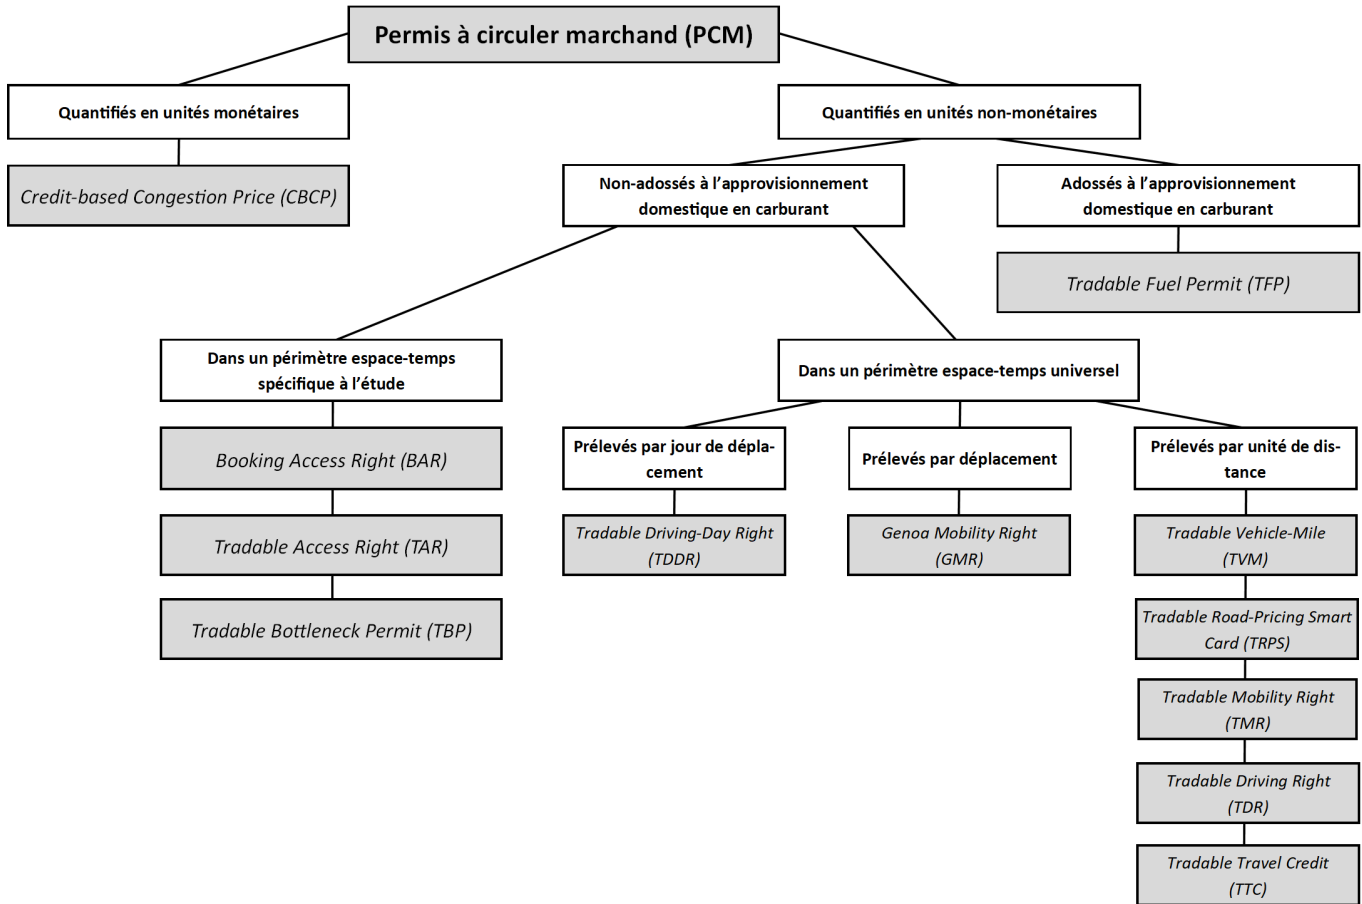 Permis à circuler marchand (PCM)
Quantifiés en unités monétaires
Quantifiés en unités non-monétaires
Credit-based Congestion Price (CBCP)
Non-adossés à l’approvisionnement
domestique en carburant
Adossés à l’approvisionnement
domestique en carburant
Tradable Fuel Permit (TFP)
Dans un périmètre espace-temps
spécifique à l’étude
Dans un périmètre espace-temps universel
Booking Access Right (BAR)
Tradable Access Right (TAR)
Tradable Bottleneck Permit (TBP)
Prélevés par jour de dépla-
cement
Prélevés par déplacement
Prélevés par unité de dis-
tance
Tradable Driving-Day Right
(TDDR)
Genoa Mobility Right
(GMR)
Tradable Vehicle-Mile
(TVM)
Tradable Road-Pricing Smart
Card (TRPS)
Tradable Mobility Right
(TMR)
Tradable Driving Right
(TDR)
Tradable Travel Credit
(TTC)